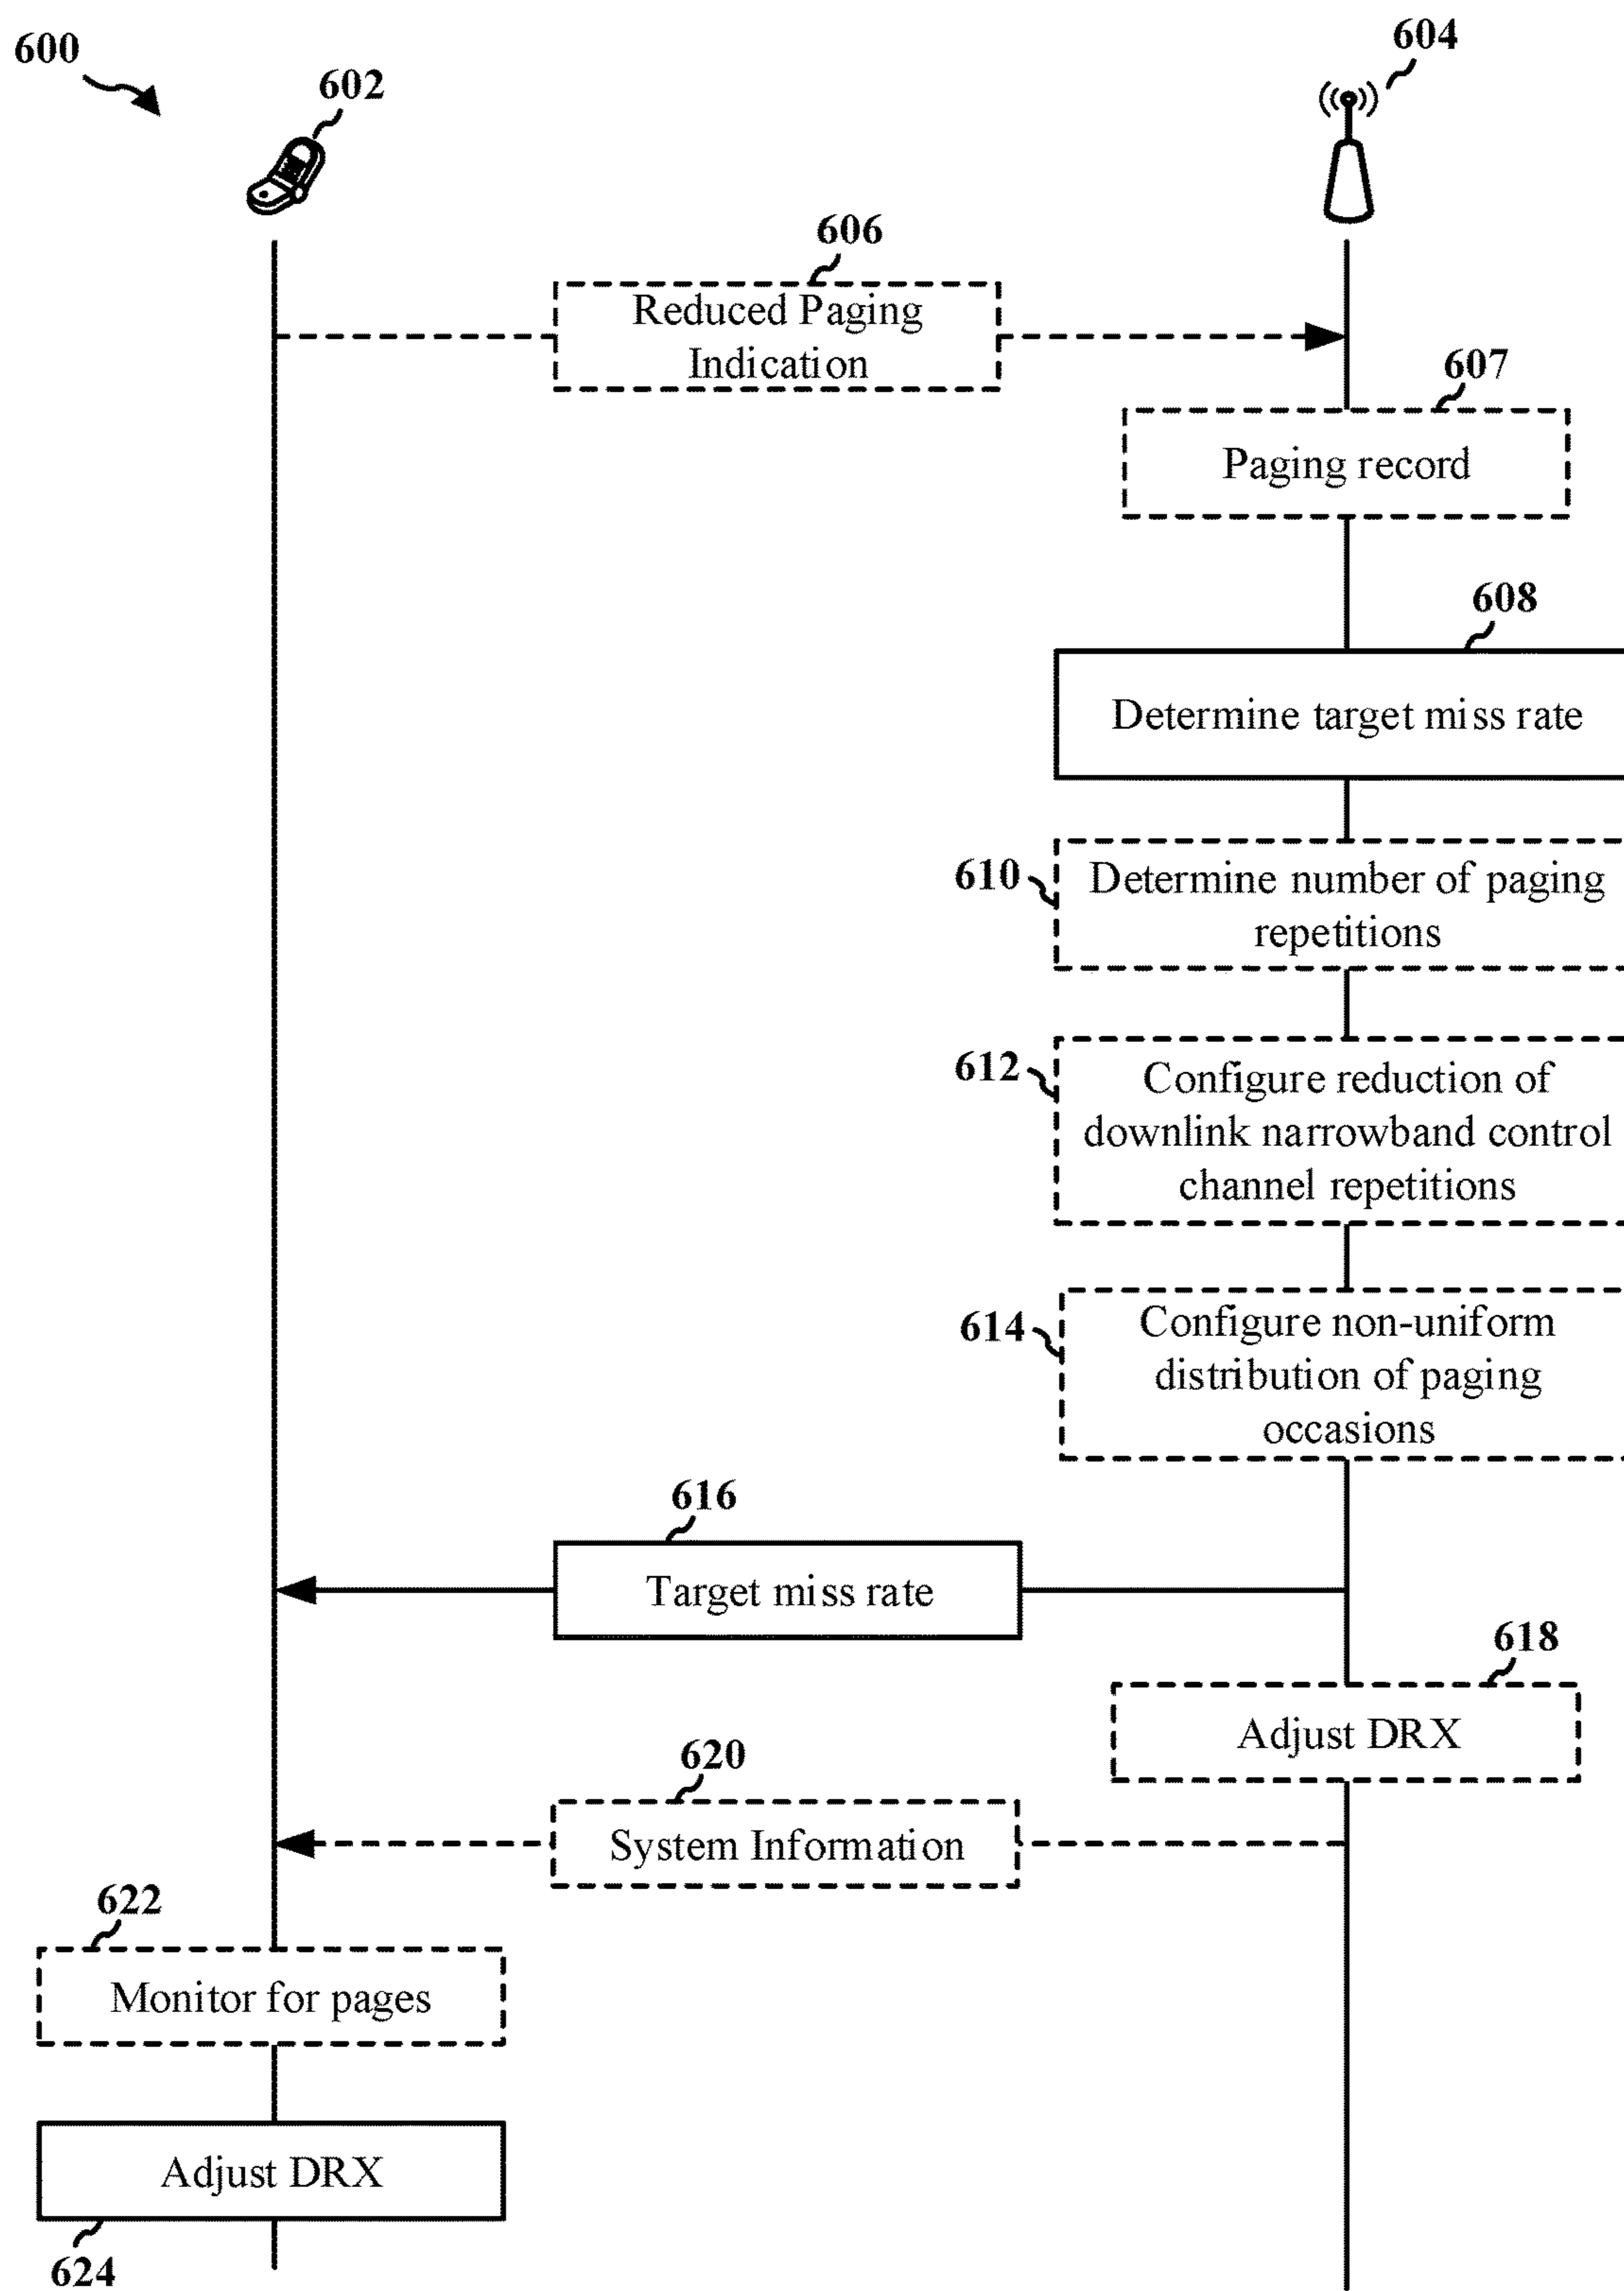 600
602
604
606
Reduced Paging
Indication
607
Paging record
608
Determine target miss rate
610
Determine number of paging
repetitions
612
Configure reduction of
downlink narrowband control
channel repetitions
614
Configure non-uniform
distribution of paging
occasions
616
Target miss rate
618
Adjust DRX
620
System Information
622
Monitor for pages
Adjust DRX
624